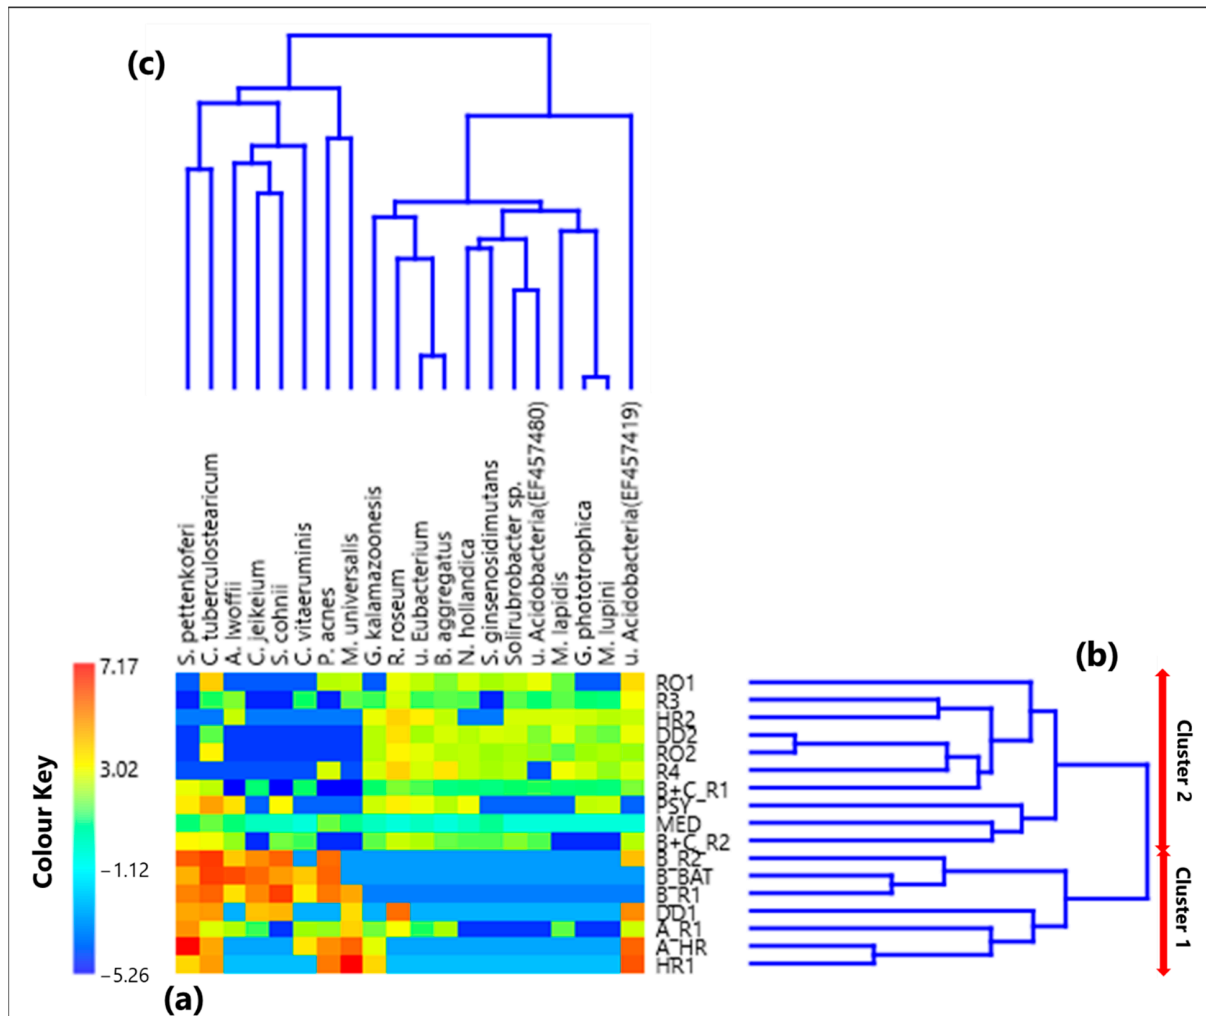 (c)
S. pettenkoferi
C. tuberculostearicum
A. lwoffii
C. jeikeium
S. cohnii
C. vitaeruminis
P. acnes
M. universalis
G. kalamazoonesis
R. roseum
u. Eubacterium
B. aggregatus
N. hollandica
S. ginsenosidimutans
Solirubrobacter sp.
u. Acidobacteria(EF457480)
M. lapidis
G. phototrophica
M. lupini
u. Acidobacteria(EF457419)
(b)
Colour Key
7.17
3.02
−1.12
−5.26
RO1
R3
HR2
DD2
RO2
R4
B+C_R1
PSY
MED
B+C_R2
B_R2
B_BAT
B_R1
DD1
A_R1
A_HR
HR1
Cluster 2
Cluster 1
(a)